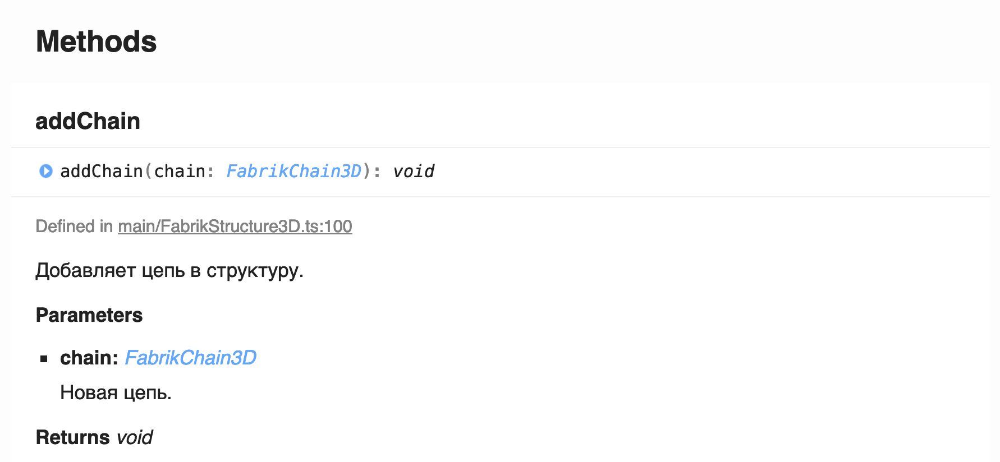 Methods
addChain
addChain(chain: FabrikChain3D): void
Defined in main/FabrikStructure3D.ts:100
Добавляет цепь в структуру.
Parameters
chain: FabrikChain3D
Новая цепь.
Returns void